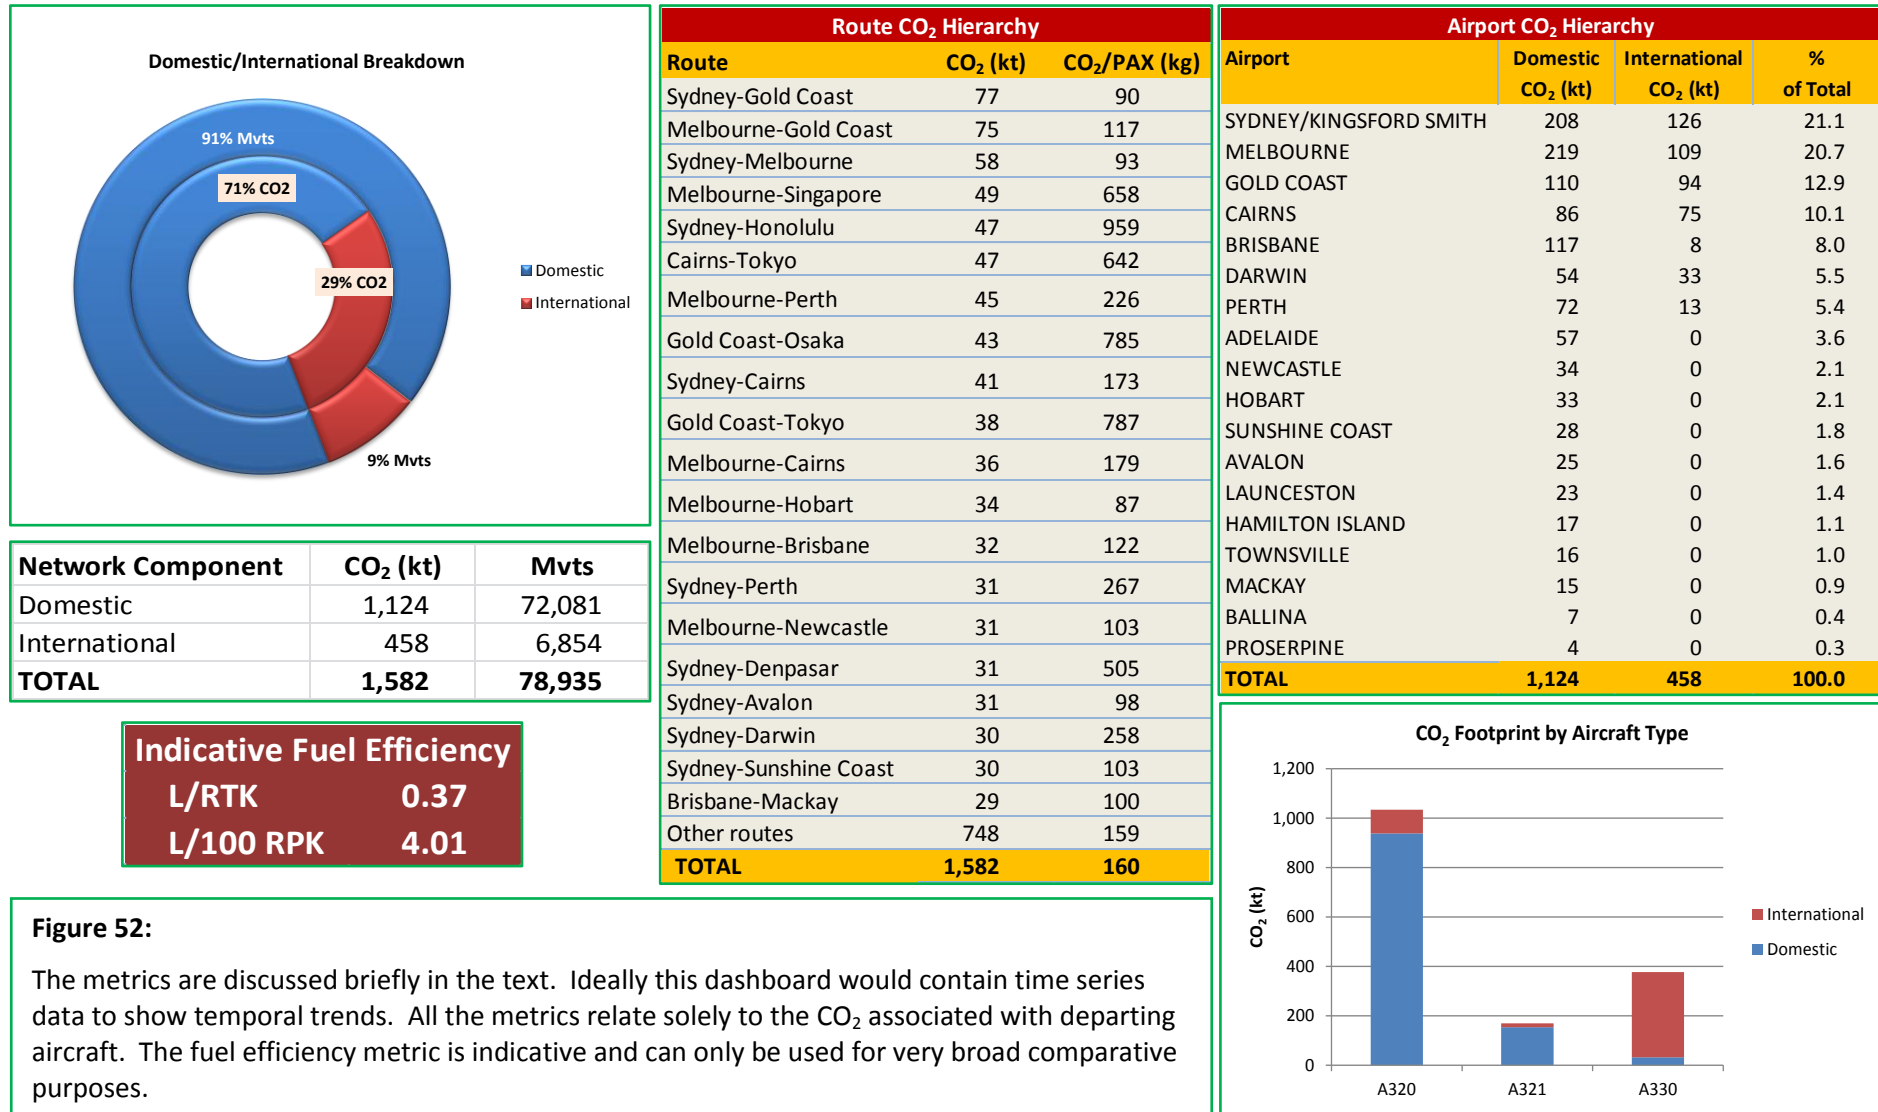 Domestic/International Breakdown
91% Mvts
71% CO2
29% CO2
9% Mvts
Domestic
International
Network Component CO₂ (kt) Mvts
Domestic 1,124 72,081
International 458 6,854
TOTAL 1,582 78,935
Indicative Fuel Efficiency
L/RTK 0.37
L/100 RPK 4.01
Route CO₂ Hierarchy
Route CO₂ (kt) CO₂/PAX (kg)
Sydney-Gold Coast 77 90
Melbourne-Gold Coast 75 117
Sydney-Melbourne 58 93
Melbourne-Singapore 49 658
Sydney-Honolulu 47 959
Cairns-Tokyo 47 642
Melbourne-Perth 45 226
Gold Coast-Osaka 43 785
Sydney-Cairns 41 173
Gold Coast-Tokyo 38 787
Melbourne-Cairns 36 179
Melbourne-Hobart 34 87
Melbourne-Brisbane 32 122
Sydney-Perth 31 267
Melbourne-Newcastle 31 103
Sydney-Denpasar 31 505
Sydney-Avalon 31 98
Sydney-Darwin 30 258
Sydney-Sunshine Coast 30 103
Brisbane-Mackay 29 100
Other routes 748 159
TOTAL 1,582 160
Airport CO₂ Hierarchy
Airport Domestic International %
CO₂ (kt) CO₂ (kt) of Total
SYDNEY/KINGSFORD SMITH 208 126 21.1
MELBOURNE 219 109 20.7
GOLD COAST 110 94 12.9
CAIRNS 86 75 10.1
BRISBANE 117 8 8.0
DARWIN 54 33 5.5
PERTH 72 13 5.4
ADELAIDE 57 0 3.6
NEWCASTLE 34 0 2.1
HOBART 33 0 2.1
SUNSHINE COAST 28 0 1.8
AVALON 25 0 1.6
LAUNCESTON 23 0 1.4
HAMILTON ISLAND 17 0 1.1
TOWNSVILLE 16 0 1.0
MACKAY 15 0 0.9
BALLINA 7 0 0.4
PROSERPINE 4 0 0.3
TOTAL 1,124 458 100.0
CO₂ Footprint by Aircraft Type
1,200
1,000
800
600
400
200
0
CO₂ (kt)
A320 A321 A330
International
Domestic
Figure 52:
The metrics are discussed briefly in the text. Ideally this dashboard would contain time series
data to show temporal trends. All the metrics relate solely to the CO₂ associated with departing
aircraft. The fuel efficiency metric is indicative and can only be used for very broad comparative
purposes.